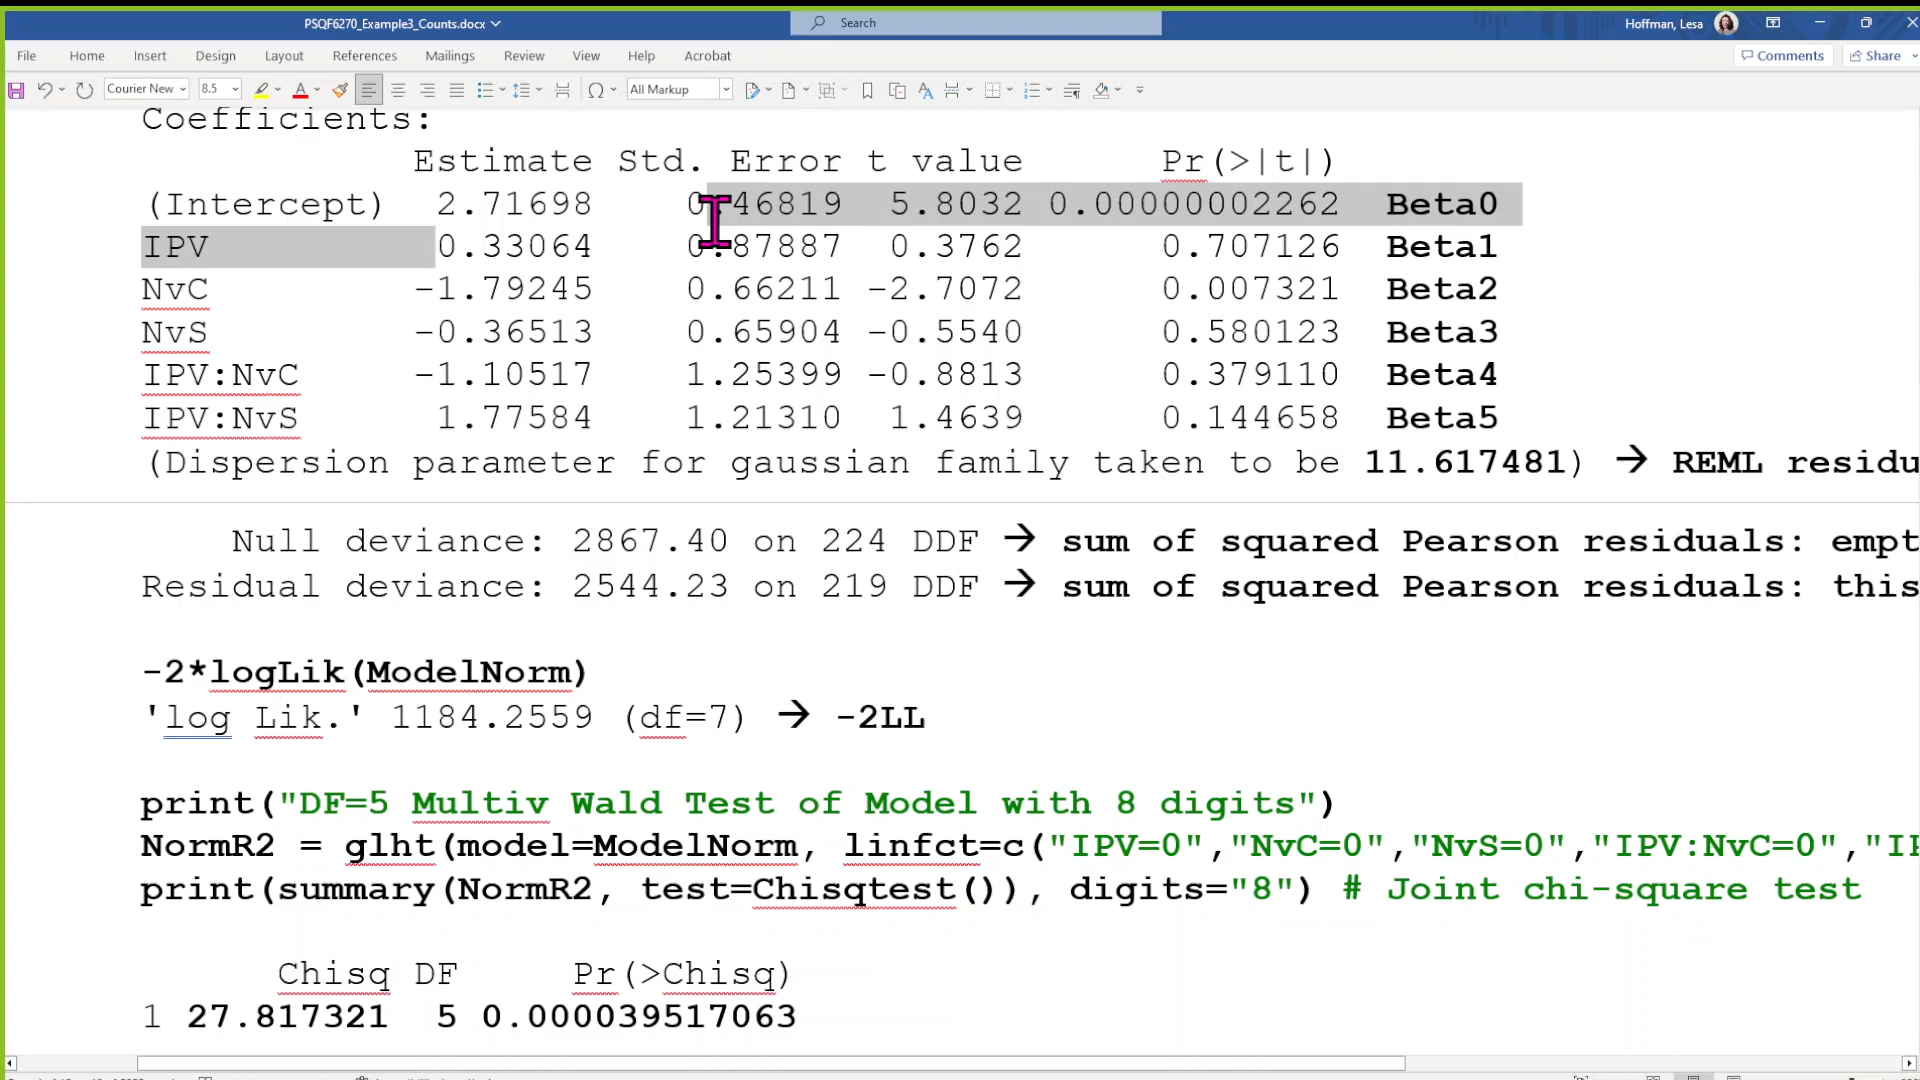 PSQF6270_Example3_Counts.docx
Search
Hoffman, Lesa
File Home Insert Design Layout References Mailings Review View Help Acrobat
Comments Share
Courier New 8.5 All Markup
Coefficients:
Estimate Std. Error t value Pr(>|t|)
(Intercept) 2.71698 0.46819 5.8032 0.00000002262 Beta0
IPV 0.33064 0.87887 0.3762 0.707126 Beta1
NvC -1.79245 0.66211 -2.7072 0.007321 Beta2
NvS -0.36513 0.65904 -0.5540 0.580123 Beta3
IPV:NvC -1.10517 1.25399 -0.8813 0.379110 Beta4
IPV:NvS 1.77584 1.21310 1.4639 0.144658 Beta5
(Dispersion parameter for gaussian family taken to be 11.617481) → REML residu
Null deviance: 2867.40 on 224 DDF → sum of squared Pearson residuals: empt
Residual deviance: 2544.23 on 219 DDF → sum of squared Pearson residuals: this
-2*logLik(ModelNorm)
'log Lik.' 1184.2559 (df=7) → -2LL
print("DF=5 Multiv Wald Test of Model with 8 digits")
NormR2 = glht(model=ModelNorm, linfct=c("IPV=0","NvC=0","NvS=0","IPV:NvC=0","IP
print(summary(NormR2, test=Chisqtest()), digits="8") # Joint chi-square test
Chisq DF Pr(>Chisq)
1 27.817321 5 0.000039517063